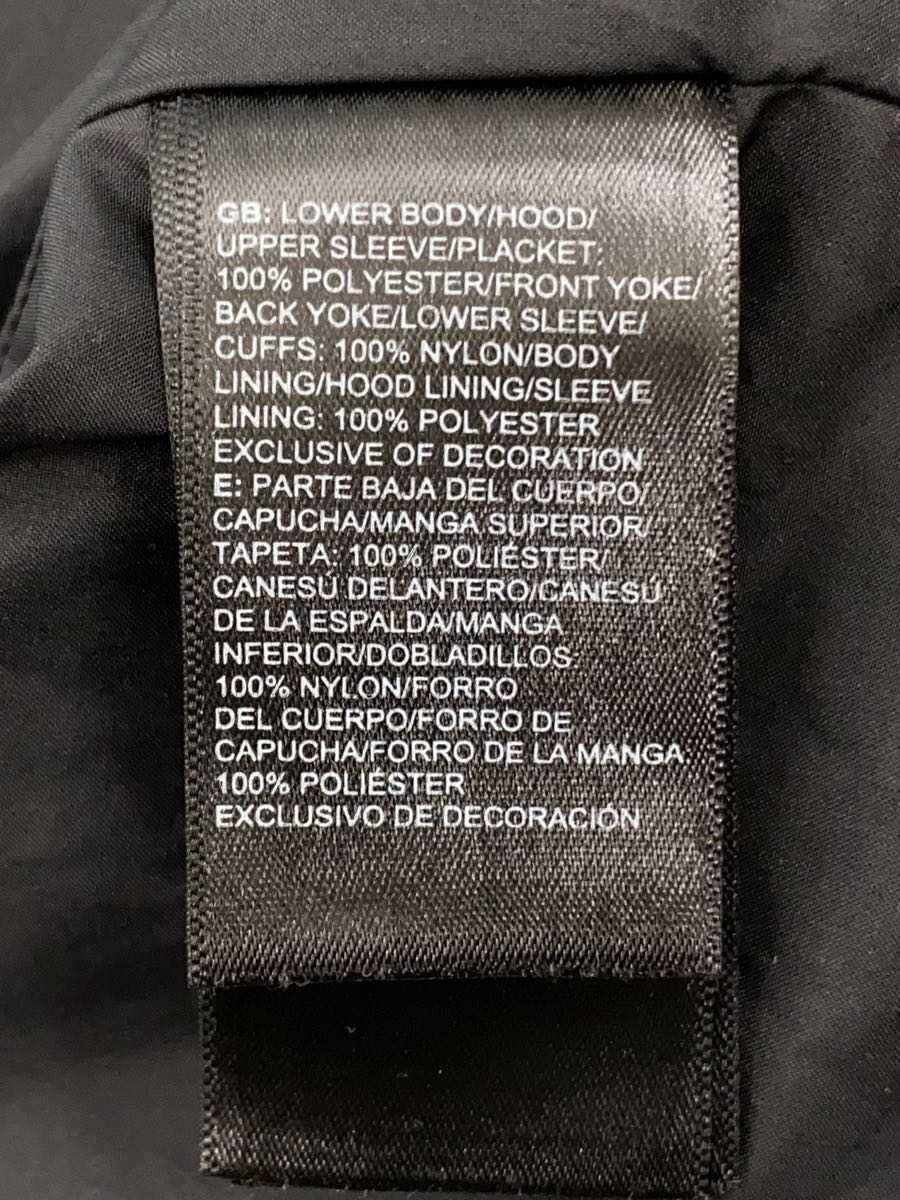 GB: LOWER BODY/HOOD/
UPPER SLEEVE/PLACKET:
100% POLYESTER/FRONT YOKE/
BACK YOKE/LOWER SLEEVE/
CUFFS: 100% NYLON/BODY
LINING/HOOD LINING/SLEEVE
LINING: 100% POLYESTER
EXCLUSIVE OF DECORATION
E: PARTE BAJA DEL CUERPO/
CAPUCHA/MANGA SUPERIOR/
TAPETA: 100% POLIÉSTER/
CANESÚ DELANTERO/CANESÚ
DE LA ESPALDA/MANGA
INFERIOR/DOBLADILLOS:
100% NYLON/FORRO
DEL CUERPO/FORRO DE
CAPUCHA/FORRO DE LA MANGA:
100% POLIÉSTER
EXCLUSIVO DE DECORACIÓN